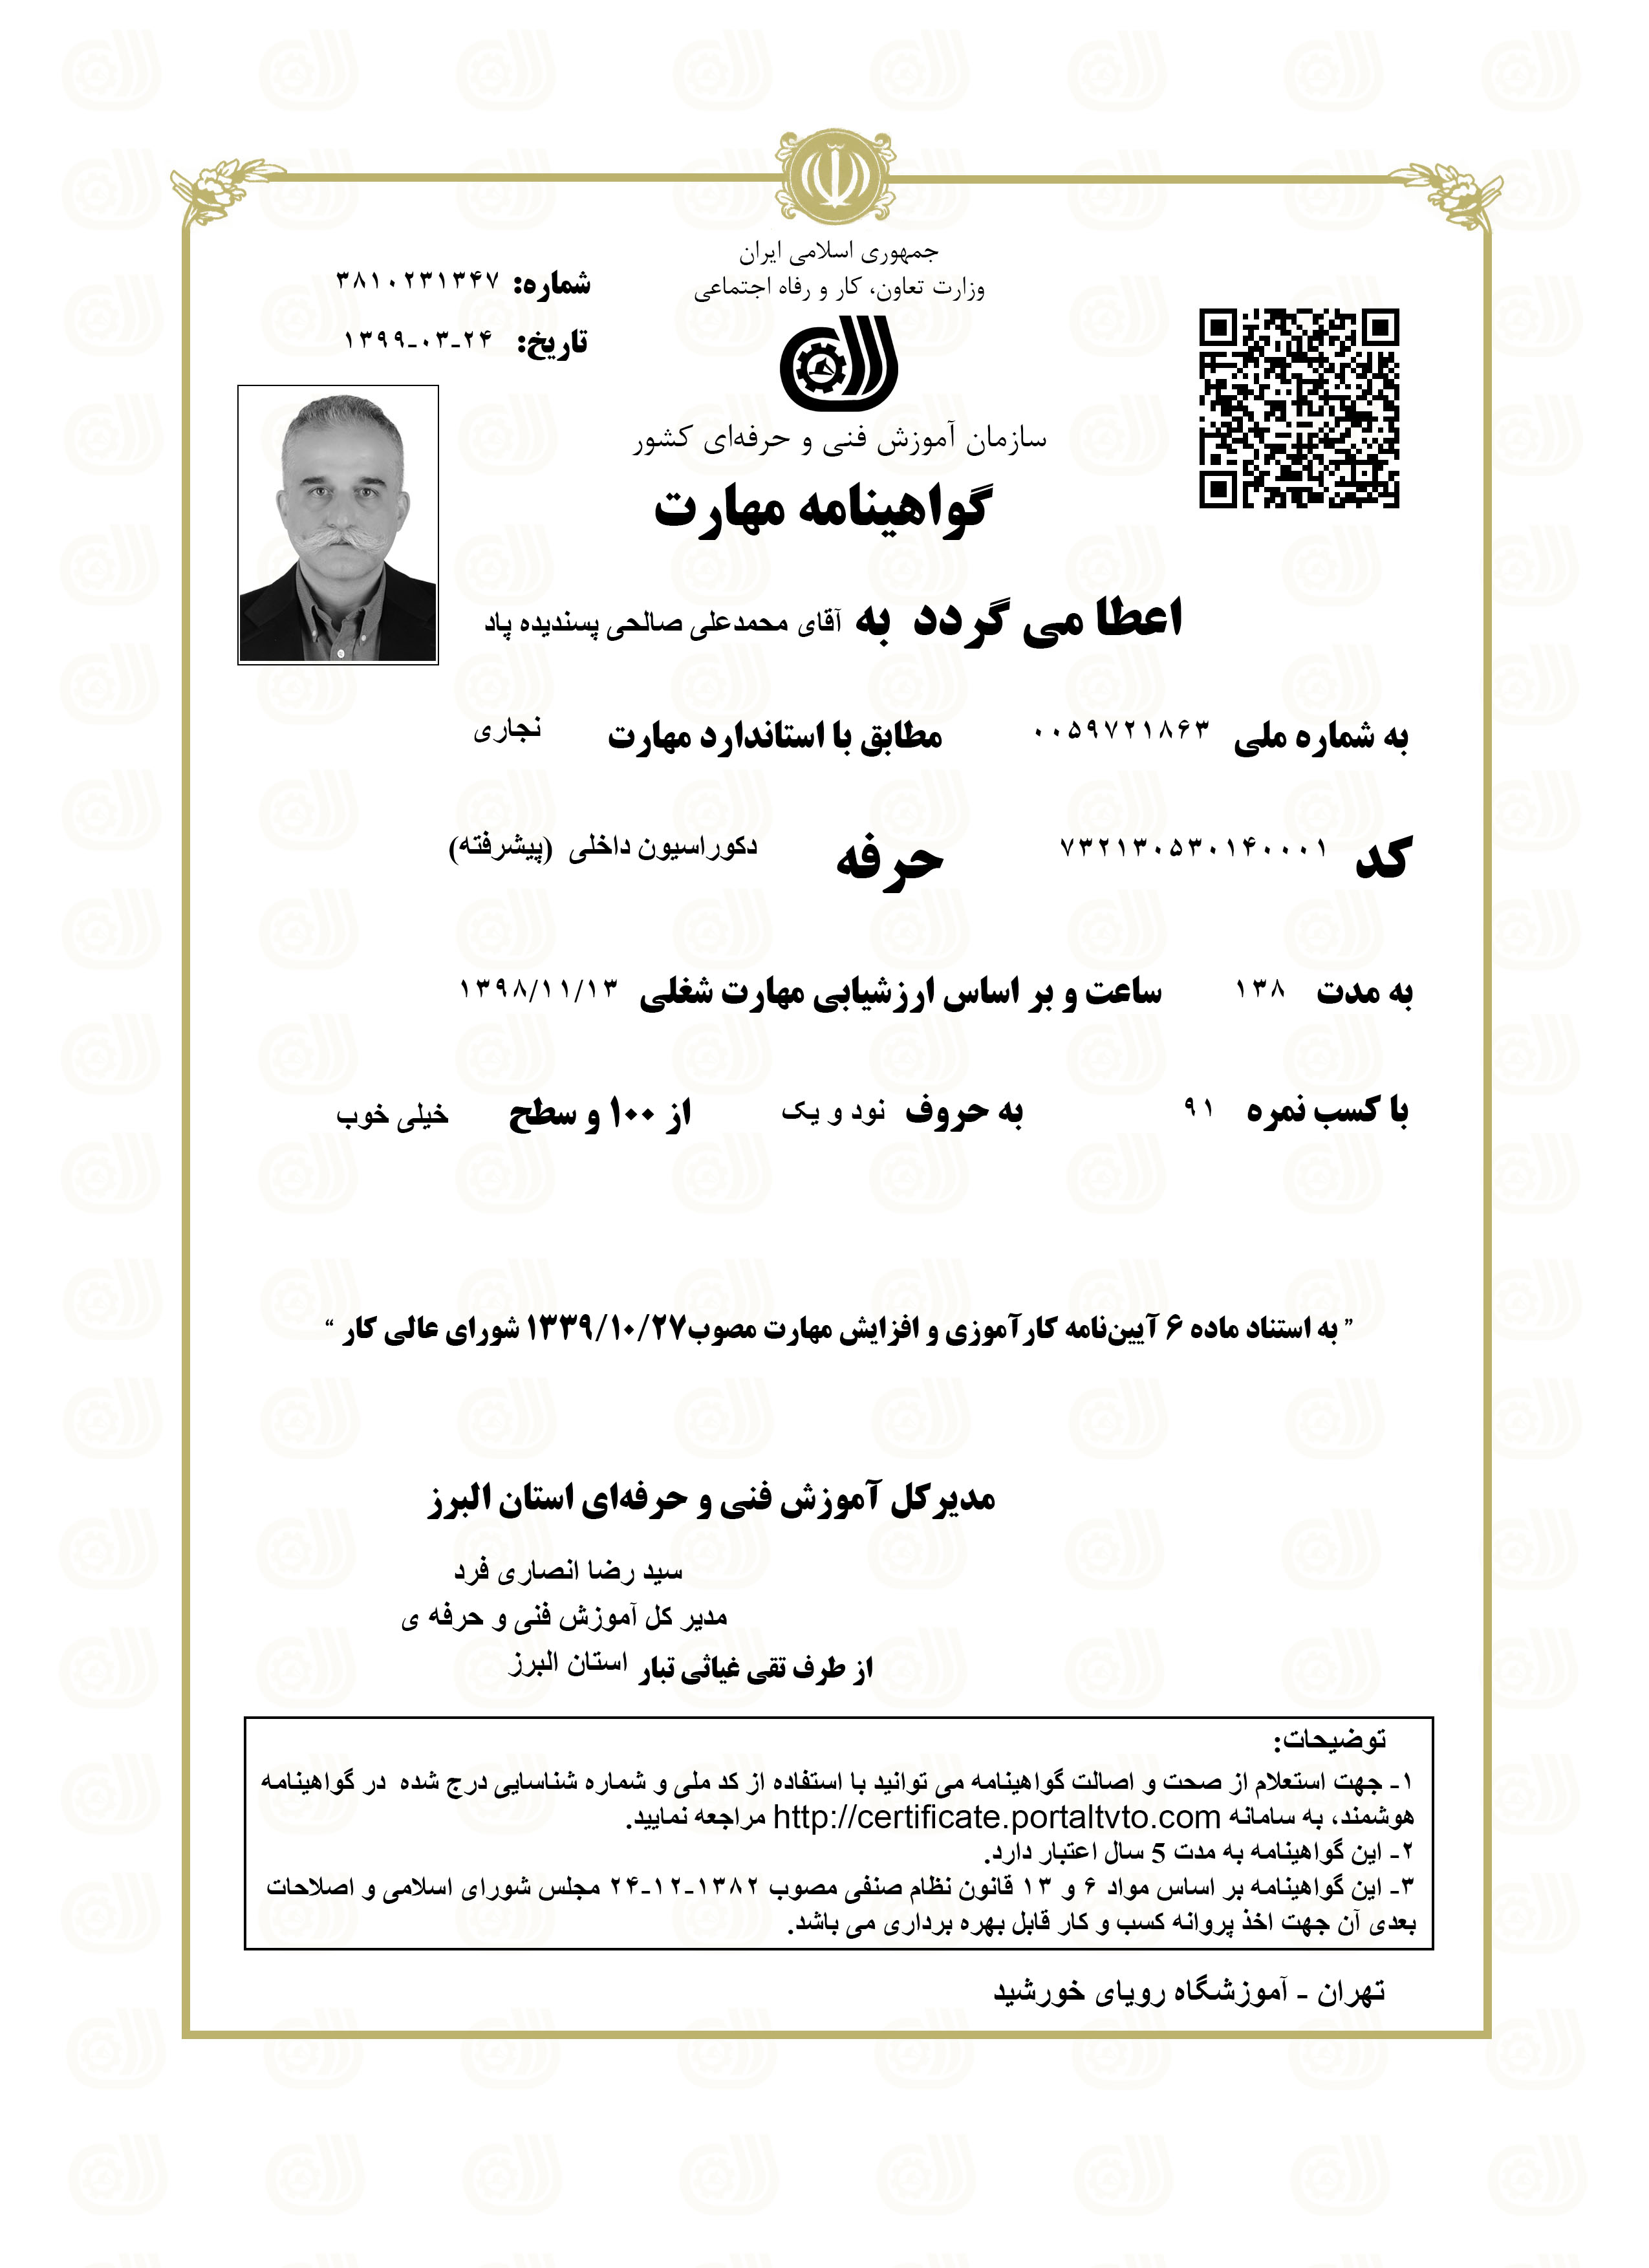 جمهوری اسلامی ایران
وزارت تعاون، کار و رفاه اجتماعی
شماره: ۳۸۱۰۲۳۱۳۴۷
تاریخ: ۱۳۹۹-۰۳-۲۴
سازمان آموزش فنی و حرفه‌ای کشور
گواهینامه مهارت
اعطا می گردد به آقای محمدعلی صالحی پسندیده پاد
به شماره ملی ۰۰۵۹۷۲۱۸۶۳ مطابق با استاندارد مهارت نجاری
کد ۷۳۲۱۳۰۵۳۰۱۴۰۰۰۱ حرفه دکوراسیون داخلی (پیشرفته)
به مدت ۱۳۸ ساعت و بر اساس ارزشیابی مهارت شغلی ۱۳۹۸/۱۱/۱۳
با کسب نمره ۹۱ به حروف نود و یک از ۱۰۰ و سطح خیلی خوب
" به استناد ماده ۶ آیین‌نامه کارآموزی و افزایش مهارت مصوب۱۳۳۹/۱۰/۲۷ شورای عالی کار "
مدیرکل آموزش فنی و حرفه‌ای استان البرز
سید رضا انصاری فرد
مدیر کل آموزش فنی و حرفه ی
از طرف تقی غیاثی تبار استان البرز
توضیحات:
۱- جهت استعلام از صحت و اصالت گواهینامه می توانید با استفاده از کد ملی و شماره شناسایی درج شده در گواهینامه
هوشمند، به سامانه http://certificate.portaltvto.com مراجعه نمایید.
۲- این گواهینامه به مدت 5 سال اعتبار دارد.
۳- این گواهینامه بر اساس مواد ۶ و ۱۳ قانون نظام صنفی مصوب ۱۳۸۲-۱۲-۲۴ مجلس شورای اسلامی و اصلاحات
بعدی آن جهت اخذ پروانه کسب و کار قابل بهره برداری می باشد.
تهران - آموزشگاه رویای خورشید